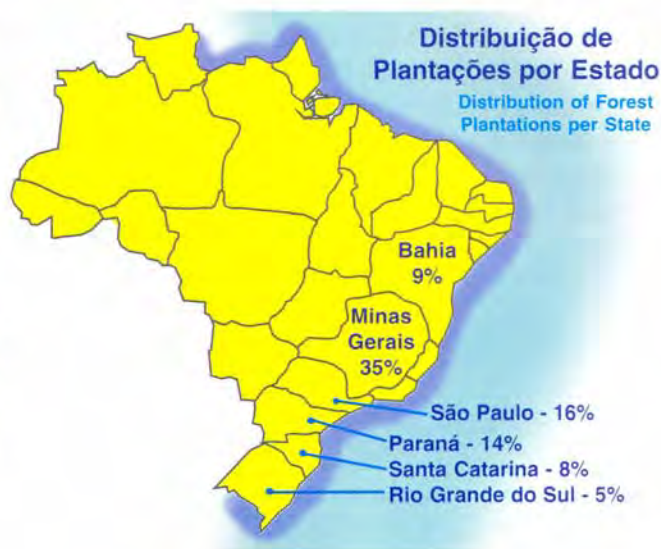 Distribuição de
Plantações por Estado
Distribution of Forest
Plantations per State
Bahia
9%
Minas
Gerais
35%
São Paulo - 16%
Paraná - 14%
Santa Catarina - 8%
Rio Grande do Sul - 5%